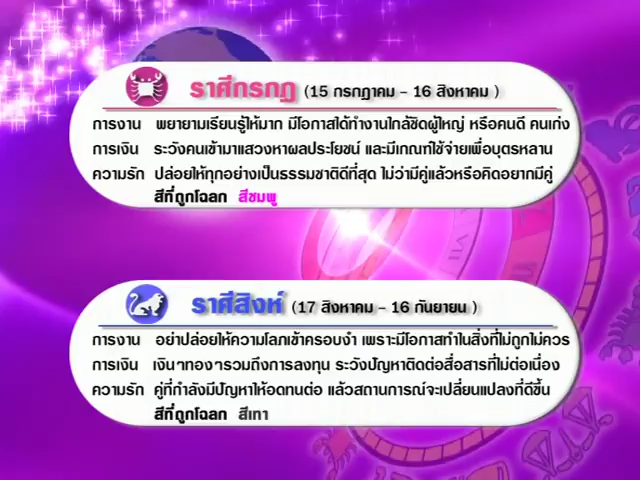 ราศีกรกฎ (15 กรกฎาคม - 16 สิงหาคม )
การงาน พยายามเรียนรู้ให้มาก มีโอกาสได้ทำงานใกล้ชิดผู้ใหญ่ หรือคนดี คนเก่ง
การเงิน ระวังคนเข้ามาแสวงหาผลประโยชน์ และมีเกณฑ์ใช้จ่ายเพื่อบุตรหลาน
ความรัก ปล่อยให้ทุกอย่างเป็นธรรมชาติดีที่สุด ไม่ว่ามีคู่แล้วหรือคิดอยากมีคู่
สีที่ถูกโฉลก สีชมพู
ราศีสิงห์ (17 สิงหาคม - 16 กันยายน )
การงาน อย่าปล่อยให้ความโลภเข้าครอบงำ เพราะมีโอกาสทำในสิ่งที่ไม่ถูกไม่ควร
การเงิน เงินๆทองๆรวมถึงการลงทุน ระวังปัญหาติดต่อสื่อสารที่ไม่ต่อเนื่อง
ความรัก คู่ที่กำลังมีปัญหาให้อดทนต่อ แล้วสถานการณ์จะเปลี่ยนแปลงที่ดีขึ้น
สีที่ถูกโฉลก สีเทา
VII